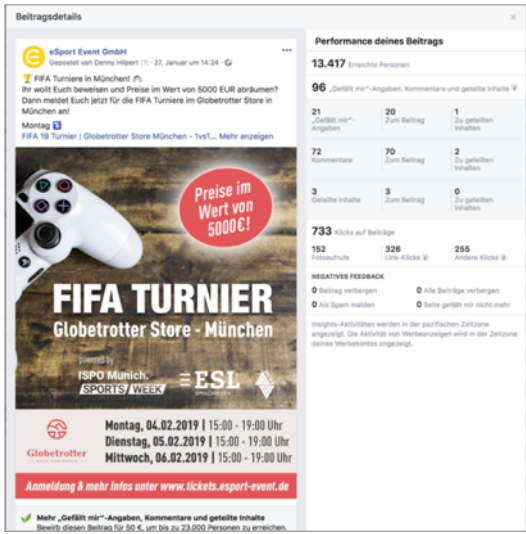 Beitragsdetails
eSport Event GmbH
Gepostet von Denny Hilpert [?] · 27. Januar um 14:24 ·
🏆 FIFA Turniere in München! 🎮
Ihr wollt Euch beweisen und Preise im Wert von 5000 EUR abräumen?
Dann meldet Euch jetzt für die FIFA Turniere im Globetrotter Store in
München an!
Montag ⤵️
FIFA 19 Turnier | Globetrotter Store München - 1vs1... Mehr anzeigen
Preise im
Wert von
5000€!
FIFA TURNIER
Globetrotter Store - München
powered by
ISPO Munich.
SPORTS WEEK
ESL
Globetrotter
Montag, 04.02.2019 | 15:00 - 19:00 Uhr
Dienstag, 05.02.2019 | 15:00 - 19:00 Uhr
Mittwoch, 06.02.2019 | 15:00 - 19:00 Uhr
Anmeldung & mehr Infos unter www.tickets.esport-event.de
Mehr „Gefällt mir"-Angaben, Kommentare und geteilte Inhalte
Bewirb diesen Beitrag für 50 €, um bis zu 23.000 Personen zu erreichen.
Performance deines Beitrags
13.417 Erreichte Personen
96 „Gefällt mir"-Angaben, Kommentare und geteilte Inhalte
21 20 1
„Gefällt mir"-Angaben Zum Beitrag Zu geteilten Inhalten
72 70 2
Kommentare Zum Beitrag Zu geteilten Inhalten
3 3 0
Geteilte Inhalte Zum Beitrag Zu geteilten Inhalten
733 Klicks auf Beiträge
152 326 255
Fotoaufrufe Link-Klicks Andere Klicks
NEGATIVES FEEDBACK
0 Beitrag verbergen 0 Alle Beiträge verbergen
0 Als Spam melden 0 Seite gefällt mir nicht mehr
Insights-Aktivitäten werden in der pazifischen Zeitzone
angezeigt. Die Aktivität von Werbeanzeigen wird in der Zeitzone
deines Werbekontos angezeigt.